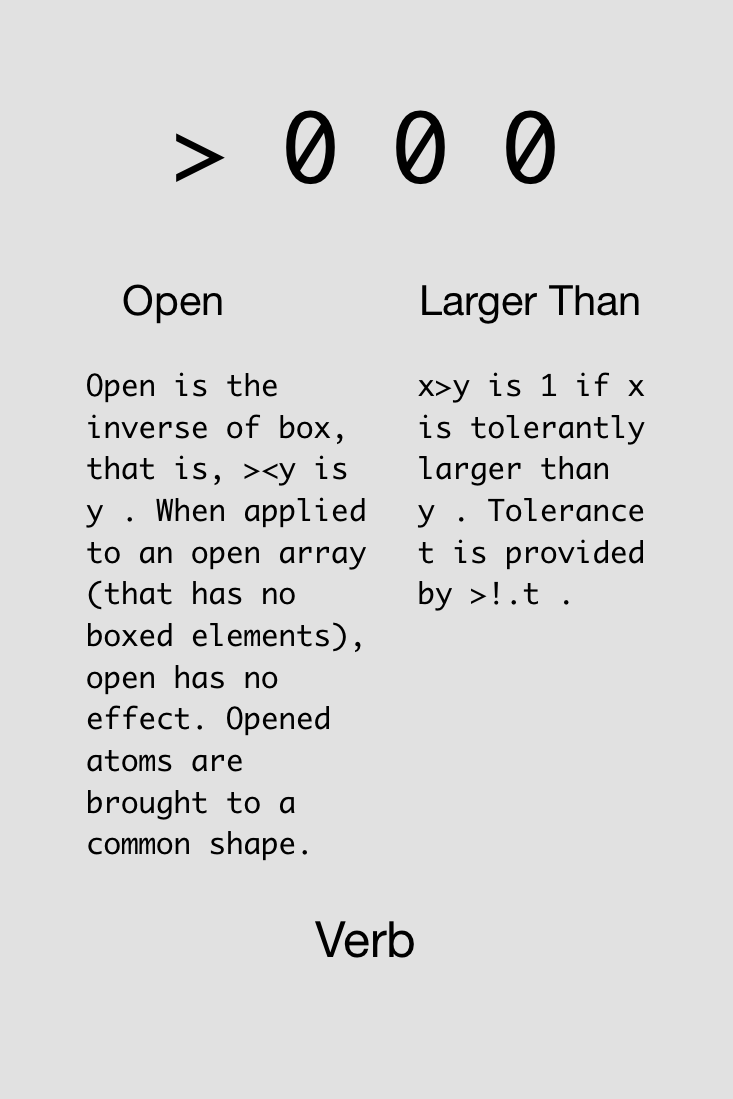 > 0 0 0
Open
Open is the
inverse of box,
that is, ><y is
y . When applied
to an open array
(that has no
boxed elements),
open has no
effect. Opened
atoms are
brought to a
common shape.
Larger Than
x>y is 1 if x
is tolerantly
larger than
y . Tolerance
t is provided
by >!.t .
Verb